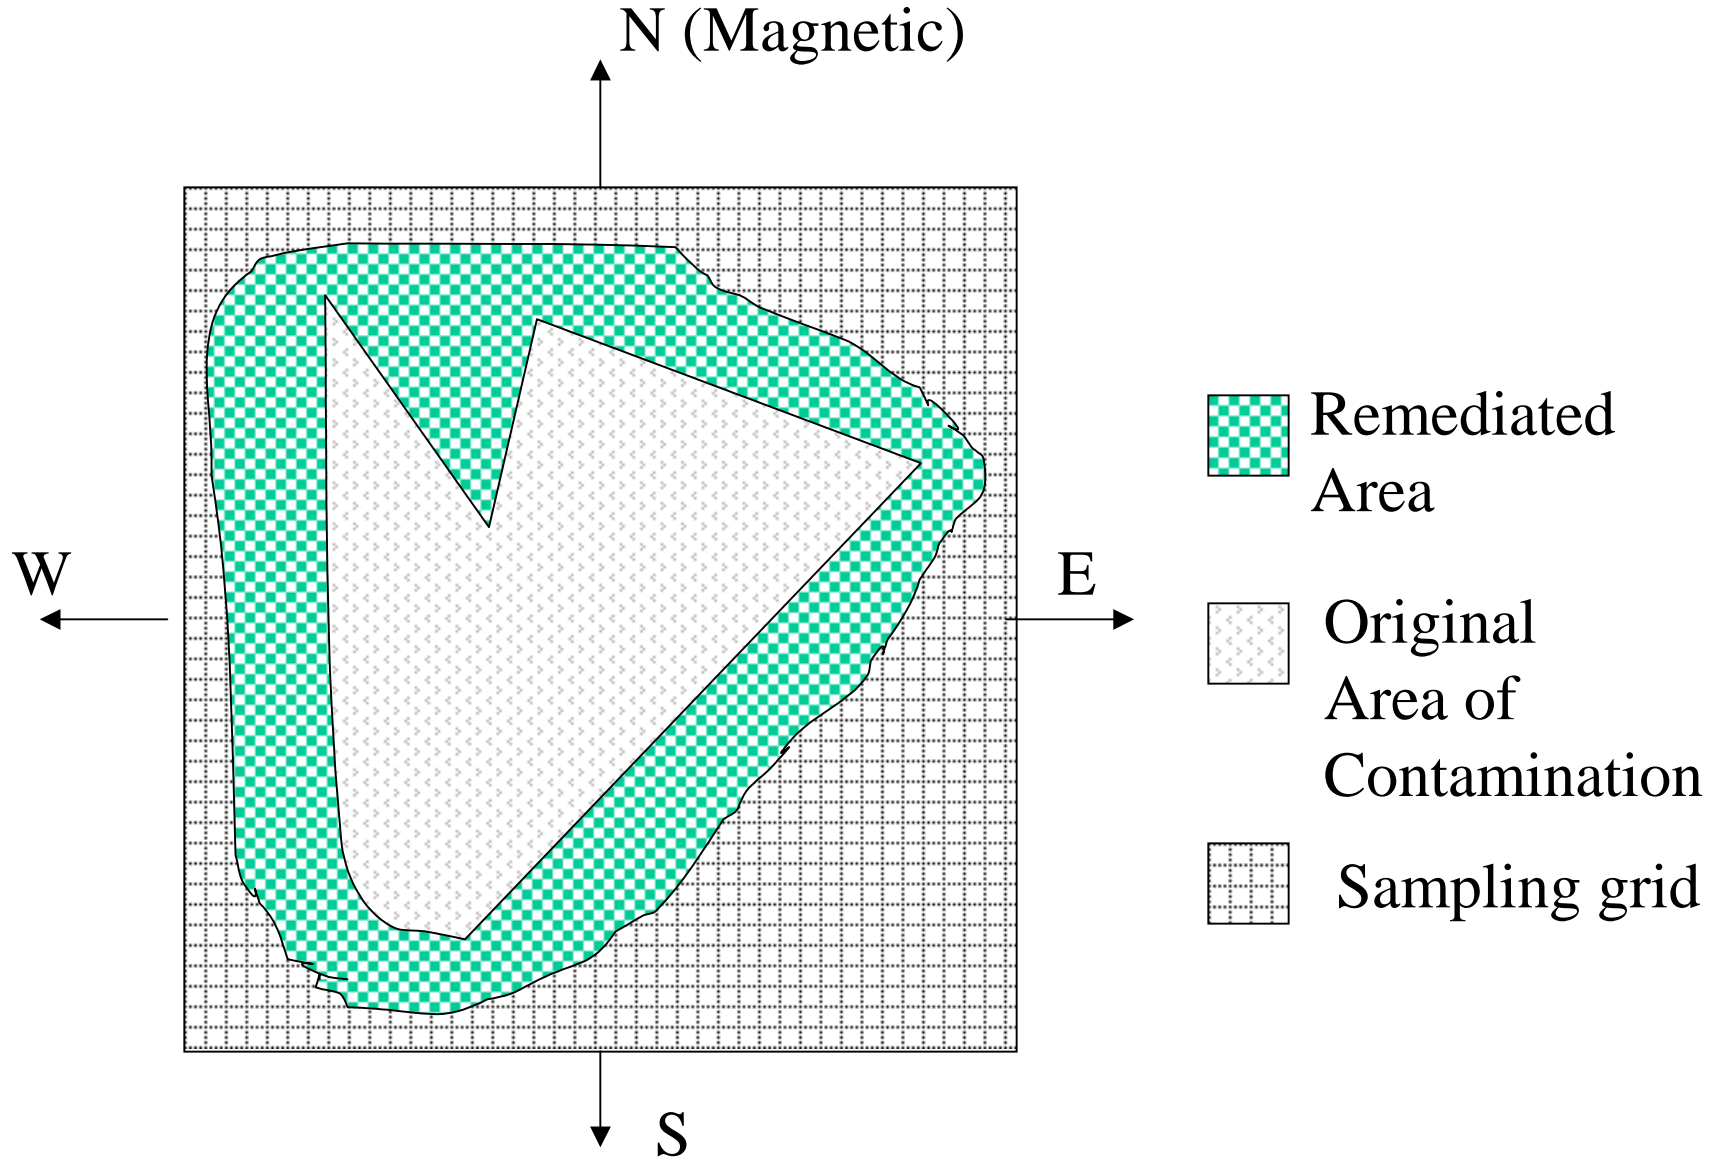 N (Magnetic)
W
E
S
Remediated
Area
Original
Area of
Contamination
Sampling grid